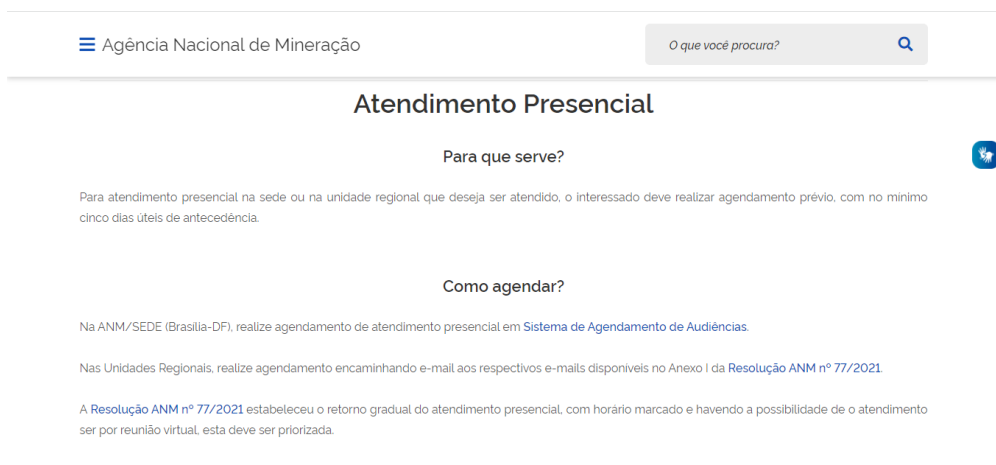 Agência Nacional de Mineração
O que você procura?
Atendimento Presencial
Para que serve?
Para atendimento presencial na sede ou na unidade regional que deseja ser atendido, o interessado deve realizar agendamento prévio, com no mínimo
cinco dias úteis de antecedência.
Como agendar?
Na ANM/SEDE (Brasília-DF), realize agendamento de atendimento presencial em Sistema de Agendamento de Audiências.
Nas Unidades Regionais, realize agendamento encaminhando e-mail aos respectivos e-mails disponíveis no Anexo I da Resolução ANM nº 77/2021.
A Resolução ANM nº 77/2021 estabeleceu o retorno gradual do atendimento presencial, com horário marcado e havendo a possibilidade de o atendimento
ser por reunião virtual, esta deve ser priorizada.